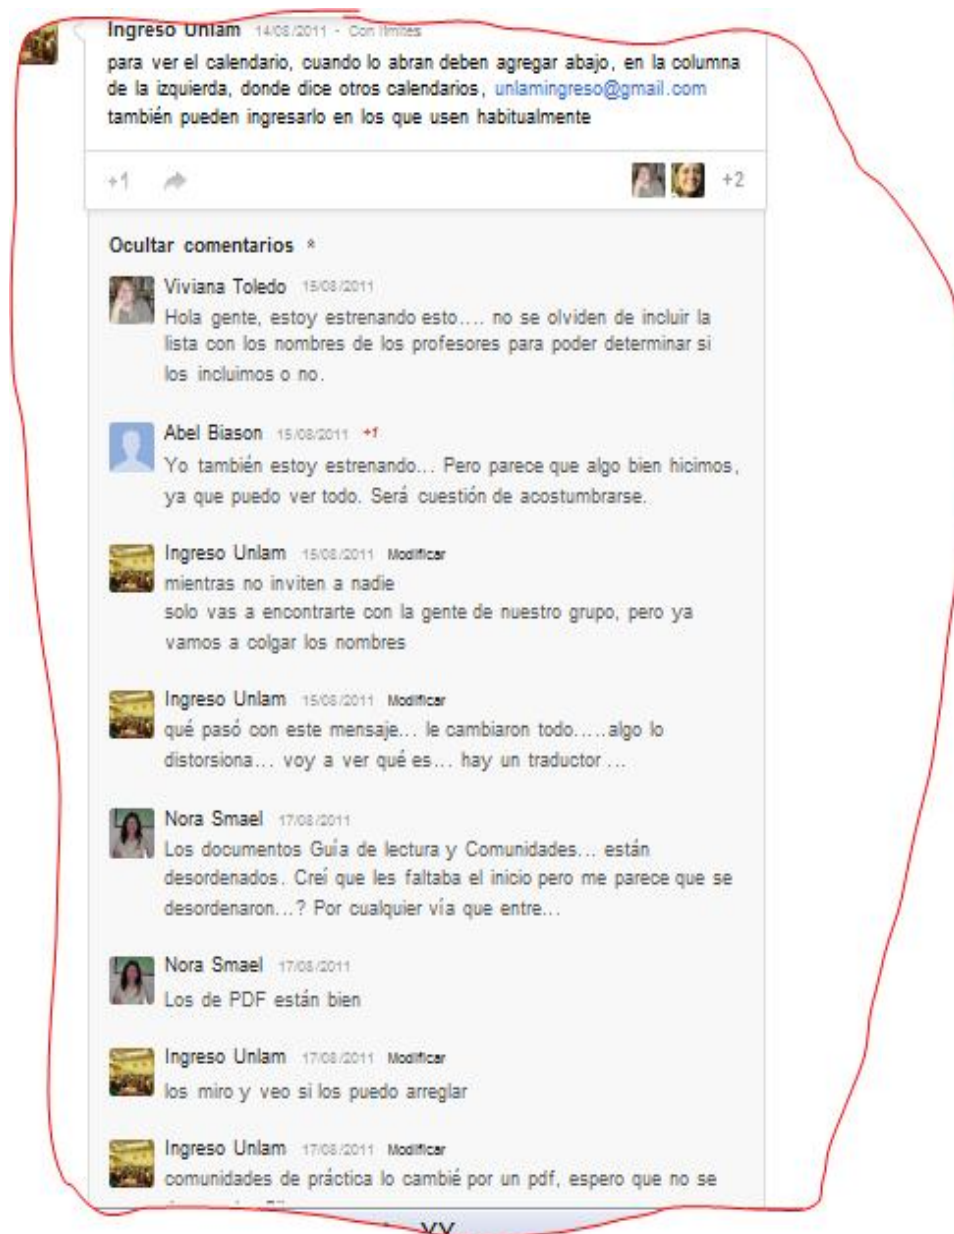 Ingreso Unlam 14/08/2011 - Con límites
para ver el calendario, cuando lo abran deben agregar abajo, en la columna
de la izquierda, donde dice otros calendarios, unlamingreso@gmail.com
también pueden ingresarlo en los que usen habitualmente
+1 +2
Ocultar comentarios
Viviana Toledo 15/08/2011
Hola gente, estoy estrenando esto.... no se olviden de incluir la
lista con los nombres de los profesores para poder determinar si
los incluimos o no.
Abel Biason 15/08/2011 +1
Yo también estoy estrenando... Pero parece que algo bien hicimos,
ya que puedo ver todo. Será cuestión de acostumbrarse.
Ingreso Unlam 15/08/2011 Modificar
mientras no inviten a nadie
solo vas a encontrarte con la gente de nuestro grupo, pero ya
vamos a colgar los nombres
Ingreso Unlam 15/08/2011 Modificar
qué pasó con este mensaje... le cambiaron todo.....algo lo
distorsiona... voy a ver qué es... hay un traductor ...
Nora Smael 17/08/2011
Los documentos Guía de lectura y Comunidades... están
desordenados. Creí que les faltaba el inicio pero me parece que se
desordenaron...? Por cualquier vía que entre...
Nora Smael 17/08/2011
Los de PDF están bien
Ingreso Unlam 17/08/2011 Modificar
los miro y veo si los puedo arreglar
Ingreso Unlam 17/08/2011 Modificar
comunidades de práctica lo cambié por un pdf, espero que no se